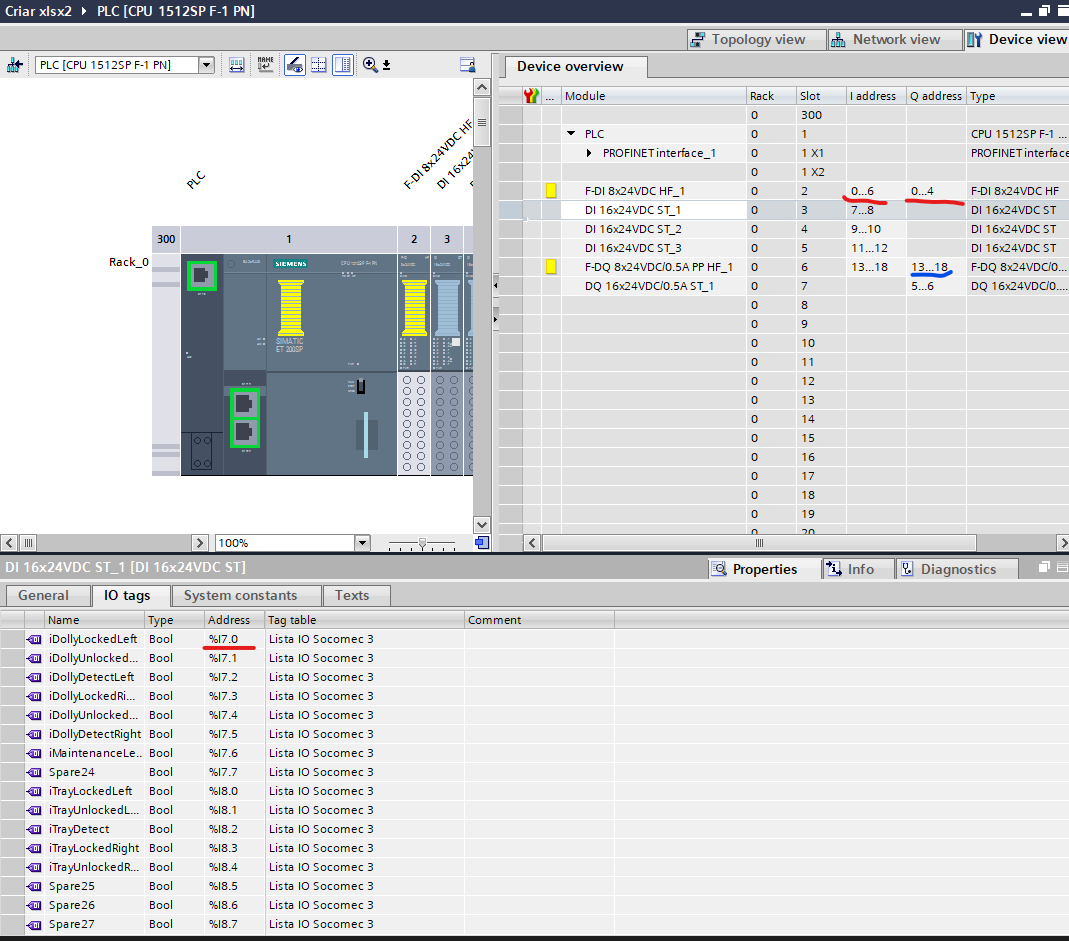 Criar xlsx2 PLC [CPU 1512SP F-1 PN]
Topology view Network view Device view
PLC [CPU 1512SP F-1 PN]
Device overview
... Module Rack Slot I address Q address Type
0 300
PLC 0 1 CPU 1512SP F-1 ...
PROFINET interface_1 0 1 X1 PROFINET interface
0 1 X2
F-DI 8x24VDC HF_1 0 2 0...6 0...4 F-DI 8x24VDC HF
DI 16x24VDC ST_1 0 3 7...8 DI 16x24VDC ST
DI 16x24VDC ST_2 0 4 9...10 DI 16x24VDC ST
DI 16x24VDC ST_3 0 5 11...12 DI 16x24VDC ST
F-DQ 8x24VDC/0.5A PP HF_1 0 6 13...18 13...18 F-DQ 8x24VDC/0...
DQ 16x24VDC/0.5A ST_1 0 7 5...6 DQ 16x24VDC/0....
0 8
0 9
0 10
0 11
0 12
0 13
0 14
0 15
0 16
0 17
0 18
0 19
0 20
PLC
F-DI 8x24VDC HF
DI 16x24
300 1 2 3
Rack_0
SIEMENS
SIMATIC
ET 200SP
100%
DI 16x24VDC ST_1 [DI 16x24VDC ST]
Properties Info Diagnostics
General IO tags System constants Texts
Name Type Address Tag table Comment
iDollyLockedLeft Bool %I7.0 Lista IO Socomec 3
iDollyUnlocked... Bool %I7.1 Lista IO Socomec 3
iDollyDetectLeft Bool %I7.2 Lista IO Socomec 3
iDollyLockedRi... Bool %I7.3 Lista IO Socomec 3
iDollyUnlocked... Bool %I7.4 Lista IO Socomec 3
iDollyDetectRight Bool %I7.5 Lista IO Socomec 3
iMaintenanceLe... Bool %I7.6 Lista IO Socomec 3
Spare24 Bool %I7.7 Lista IO Socomec 3
iTrayLockedLeft Bool %I8.0 Lista IO Socomec 3
iTrayUnlockedL... Bool %I8.1 Lista IO Socomec 3
iTrayDetect Bool %I8.2 Lista IO Socomec 3
iTrayLockedRight Bool %I8.3 Lista IO Socomec 3
iTrayUnlockedR... Bool %I8.4 Lista IO Socomec 3
Spare25 Bool %I8.5 Lista IO Socomec 3
Spare26 Bool %I8.6 Lista IO Socomec 3
Spare27 Bool %I8.7 Lista IO Socomec 3